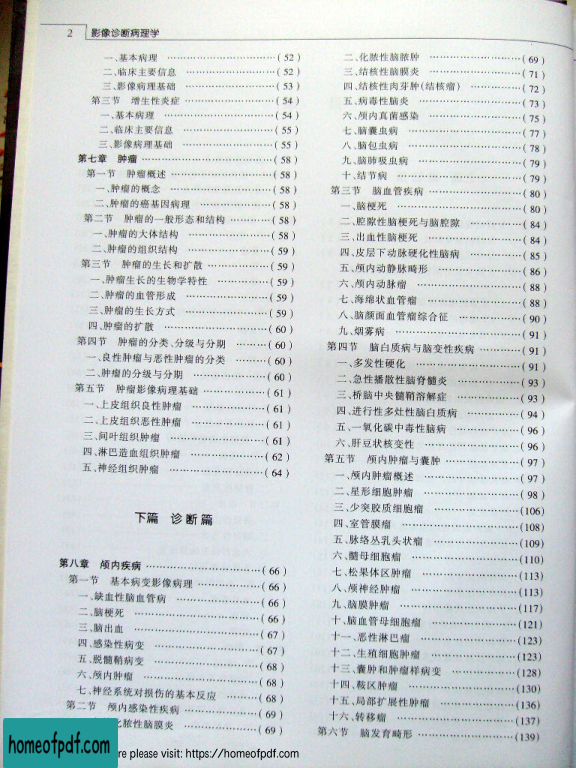 2 影像诊断病理学
一、基本病理 ……………………( 52 )
二、临床主要信息 ……………………( 52 )
三、影像病理基础 ……………………( 53 )
第三节 增生性炎症 ……………………( 54 )
一、基本病理 ……………………( 54 )
二、临床主要信息 ……………………( 55 )
三、影像病理基础 ……………………( 55 )
第七章 肿瘤 ……………………( 58 )
第一节 肿瘤概述 ……………………( 58 )
一、肿瘤的概念 ……………………( 58 )
二、肿瘤的癌基因病理 ……………………( 58 )
第二节 肿瘤的一般形态和结构 ……………………( 58 )
一、肿瘤的大体结构 ……………………( 58 )
二、肿瘤的组织结构 ……………………( 59 )
第三节 肿瘤的生长和扩散 ……………………( 59 )
一、肿瘤生长的生物学特性 ……………………( 59 )
二、肿瘤的血管形成 ……………………( 59 )
三、肿瘤的生长方式 ……………………( 59 )
四、肿瘤的扩散 ……………………( 60 )
第四节 肿瘤的分类、分级与分期 ……………………( 60 )
一、良性肿瘤与恶性肿瘤的分类 ……………………( 60 )
二、肿瘤的分级与分期 ……………………( 60 )
第五节 肿瘤影像病理基础 ……………………( 61 )
一、上皮组织良性肿瘤 ……………………( 61 )
二、上皮组织恶性肿瘤 ……………………( 61 )
三、间叶组织肿瘤 ……………………( 61 )
四、淋巴造血组织肿瘤 ……………………( 62 )
五、神经组织肿瘤 ……………………( 64 )
下篇 诊断篇
第八章 颅内疾病 ……………………( 66 )
第一节 基本病变影像病理 ……………………( 66 )
一、缺血性脑血管病 ……………………( 66 )
二、脑梗死 ……………………( 66 )
三、脑出血 ……………………( 67 )
四、感染性病变 ……………………( 67 )
五、脱髓鞘病变 ……………………( 68 )
六、颅内肿瘤 ……………………( 68 )
七、神经系统对损伤的基本反应 ……………………( 68 )
第二节 颅内感染性疾病 ……………………( 69 )
化脓性脑膜炎 ……………………( 69 )
二、化脓性脑脓肿 ……………………( 69 )
三、结核性脑膜炎 ……………………( 71 )
四、结核性肉芽肿(结核瘤) ……………………( 72 )
五、病毒性脑炎 ……………………( 73 )
六、颅内真菌感染 ……………………( 75 )
七、脑囊虫病 ……………………( 77 )
八、脑包虫病 ……………………( 78 )
九、脑肺吸虫病 ……………………( 79 )
十、结节病 ……………………( 79 )
第三节 脑血管疾病 ……………………( 80 )
一、脑梗死 ……………………( 80 )
二、腔隙性脑梗死与脑腔隙 ……………………( 84 )
三、出血性脑梗死 ……………………( 84 )
四、皮层下动脉硬化性脑病 ……………………( 85 )
五、颅内动静脉畸形 ……………………( 86 )
六、颅内动脉瘤 ……………………( 88 )
七、海绵状血管瘤 ……………………( 88 )
八、脑颜面血管瘤综合征 ……………………( 90 )
九、烟雾病 ……………………( 91 )
第四节 脑白质病与脑变性疾病 ……………………( 91 )
一、多发性硬化 ……………………( 91 )
二、急性播散性脑脊髓炎 ……………………( 93 )
三、桥脑中央髓鞘溶解症 ……………………( 93 )
四、进行性多灶性脑白质病 ……………………( 94 )
五、一氧化碳中毒性脑病 ……………………( 96 )
六、肝豆状核变性 ……………………( 96 )
第五节 颅内肿瘤与囊肿 ……………………( 97 )
一、颅内肿瘤概述 ……………………( 97 )
二、星形细胞肿瘤 ……………………( 98 )
三、少突胶质细胞瘤 ……………………(106)
四、室管膜瘤 ……………………(108)
五、脉络丛乳头状瘤 ……………………(109)
六、髓母细胞瘤 ……………………(110)
七、松果体区肿瘤 ……………………(113)
八、颅神经肿瘤 ……………………(113)
九、脑膜肿瘤 ……………………(117)
十、脑血管母细胞瘤 ……………………(121)
十一、恶性淋巴瘤 ……………………(123)
十二、生殖细胞肿瘤 ……………………(123)
十三、囊肿和肿瘤样病变 ……………………(128)
十四、鞍区肿瘤 ……………………(130)
十五、局部扩展性肿瘤 ……………………(136)
十六、转移瘤 ……………………(137)
第六节 脑发育畸形 ……………………(139)
homeofpdf.com
re please visit: https://homeofpdf.com